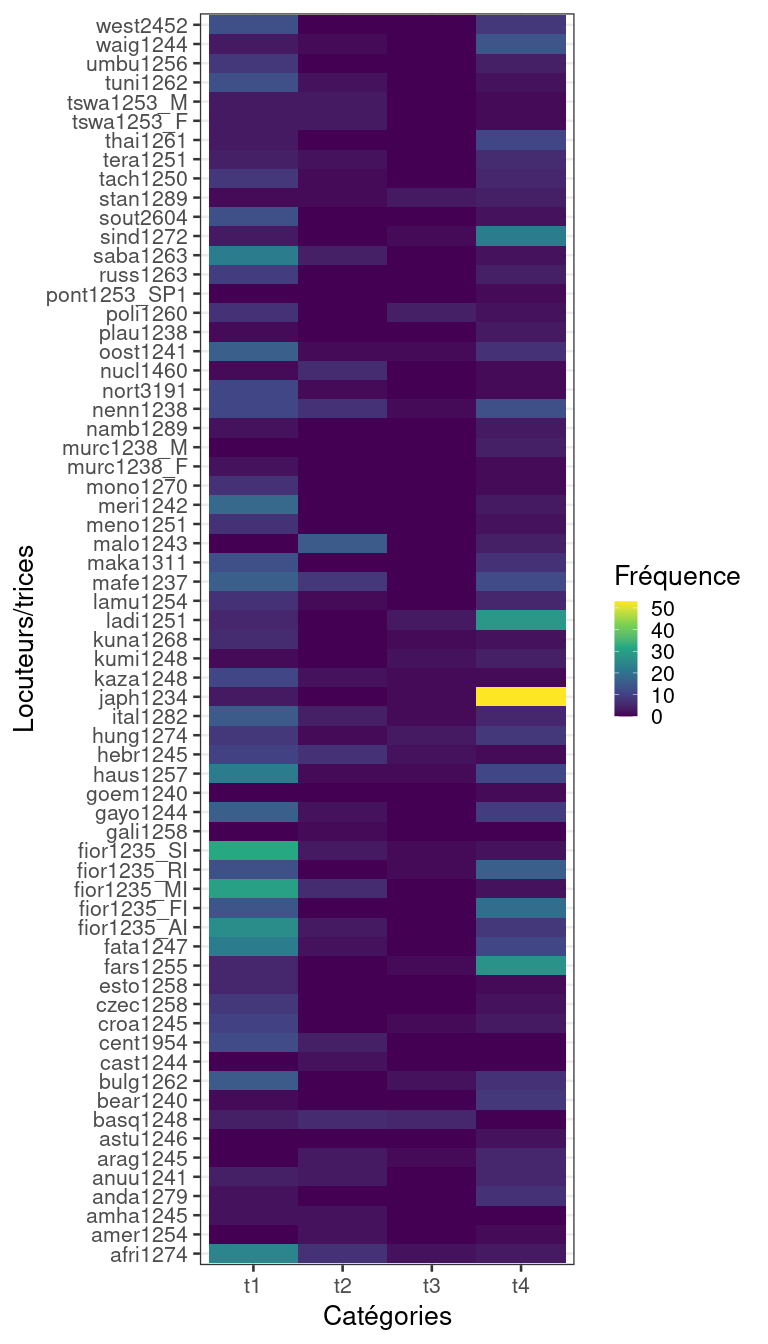 west2452
waig1244
umbu1256
tuni1262
tswa1253_M
tswa1253_F
thai1261
tera1251
tach1250
stan1289
sout2604
sind1272
saba1263
russ1263
pont1253_SP1
poli1260
plau1238
oost1241
nucl1460
nort3191
nenn1238
namb1289
murc1238_M
murc1238_F
mono1270
meri1242
meno1251
malo1243
maka1311
mafe1237
lamu1254
ladi1251
kuna1268
kumi1248
kaza1248
japh1234
ital1282
hung1274
hebr1245
haus1257
goem1240
gayo1244
gali1258
fior1235_SI
fior1235_RI
fior1235_MI
fior1235_FI
fior1235_AI
fata1247
fars1255
esto1258
czec1258
croa1245
cent1954
cast1244
bulg1262
bear1240
basq1248
astu1246
arag1245
anuu1241
anda1279
amha1245
amer1254
afri1274
t1 t2 t3 t4
Catégories
Locuteurs/trices
Fréquence
50
40
30
20
10
0